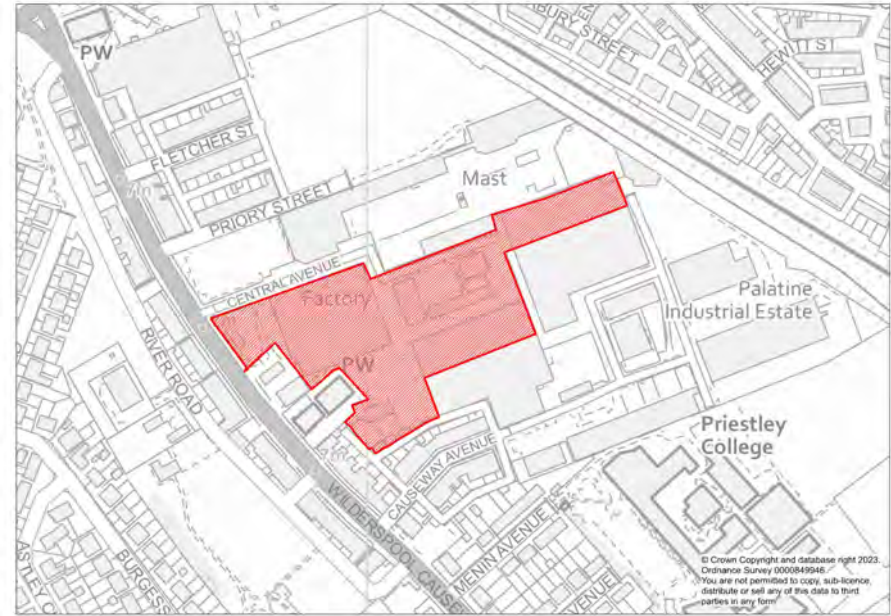 PW
BURY STREET
HEWITT ST
FLETCHER ST
Mast
PRIORY STREET
CENTRAL AVENUE
Factory
Palatine
Industrial Estate
RIVER ROAD
PW
Priestley
College
CAUSEWAY AVENUE
WILDERSPOOL CAUSE
MENIN AVENUE
ASTLEY C
BURGESS
AVENUE
© Crown Copyright and database right 2023.
Ordnance Survey 0000849946.
You are not permitted to copy, sub-licence,
distribute or sell any of this data to third
parties in any form